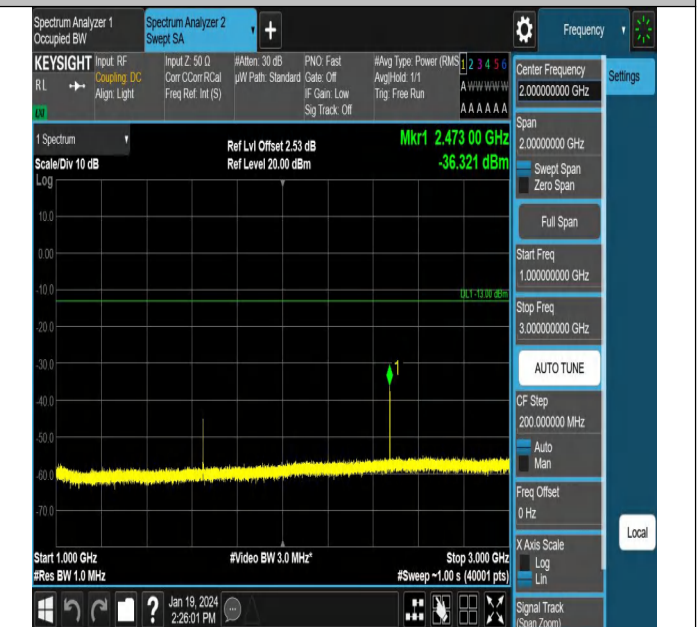 Spectrum Analyzer 1
Occupied BW
Spectrum Analyzer 2
Swept SA
+
Frequency
KEYSIGHT
RL
Input: RF
Coupling: DC
Align: Light
Input Z: 50 Ω
Corr CCorr RCal
Freq Ref: Int (S)
#Atten: 30 dB
µW Path: Standard
PNO: Fast
Gate: Off
IF Gain: Low
Sig Track: Off
#Avg Type: Power (RMS
Avg|Hold: 1/1
Trig: Free Run
1 2 3 4 5 6
A W W W W W
A A A A A A
1 Spectrum
Scale/Div 10 dB
Log
Ref Lvl Offset 2.53 dB
Ref Level 20.00 dBm
Mkr1 2.473 00 GHz
-36.321 dBm
10.0
0.00
-10.0
DL1 -13.00 dBm
-20.0
-30.0
1
-40.0
-50.0
-60.0
-70.0
Start 1.000 GHz
#Res BW 1.0 MHz
#Video BW 3.0 MHz*
Stop 3.000 GHz
#Sweep ~1.00 s (40001 pts)
Center Frequency
2.00000000 GHz
Settings
Span
2.00000000 GHz
Swept Span
Zero Span
Full Span
Start Freq
1.000000000 GHz
Stop Freq
3.000000000 GHz
AUTO TUNE
CF Step
200.000000 MHz
Auto
Man
Freq Offset
0 Hz
X Axis Scale
Log
Lin
Local
Signal Track
(Span Zoom)
?
Jan 19, 2024
2:26:01 PM